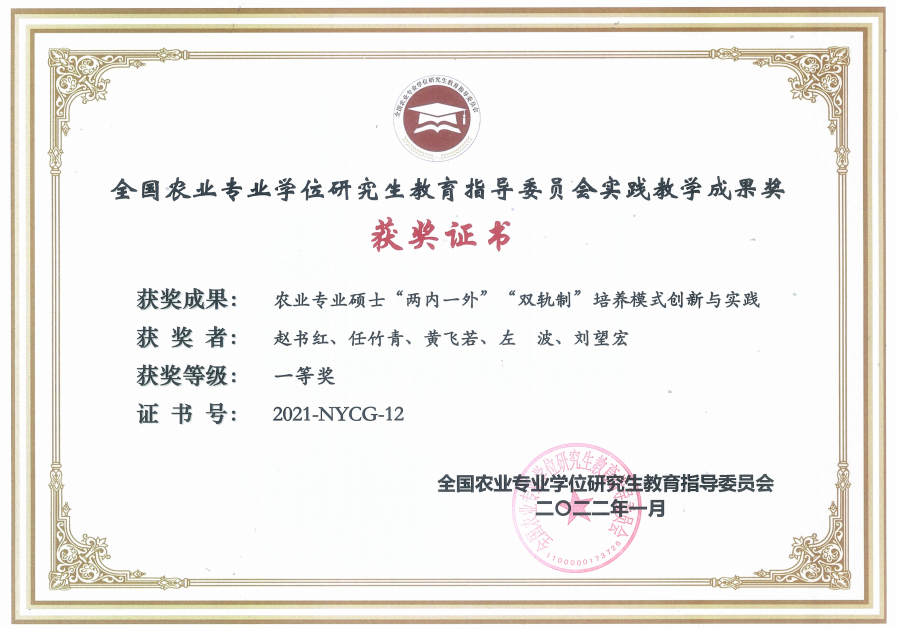 全国农业专业学位研究生教育指导委员会
全国农业专业学位研究生教育指导委员会实践教学成果奖
获奖证书
获奖成果： 农业专业硕士“两内一外”“双轨制”培养模式创新与实践
获 奖 者： 赵书红、任竹青、黄飞若、左　波、刘望宏
获奖等级： 一等奖
证 书 号： 2021-NYCG-12
全国农业专业学位研究生教育指导委员会
二〇二二年一月
全国农业专业学位研究生教育指导委员会
1100000173728